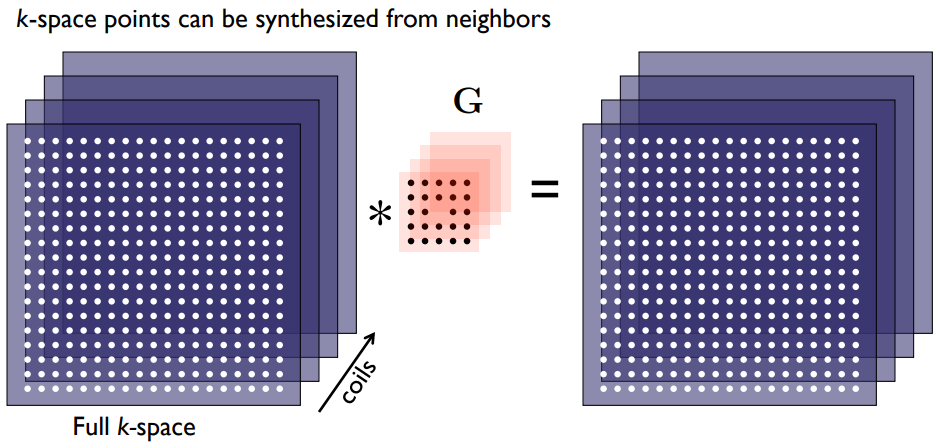 k-space points can be synthesized from neighbors
G
* =
coils
Full k-space